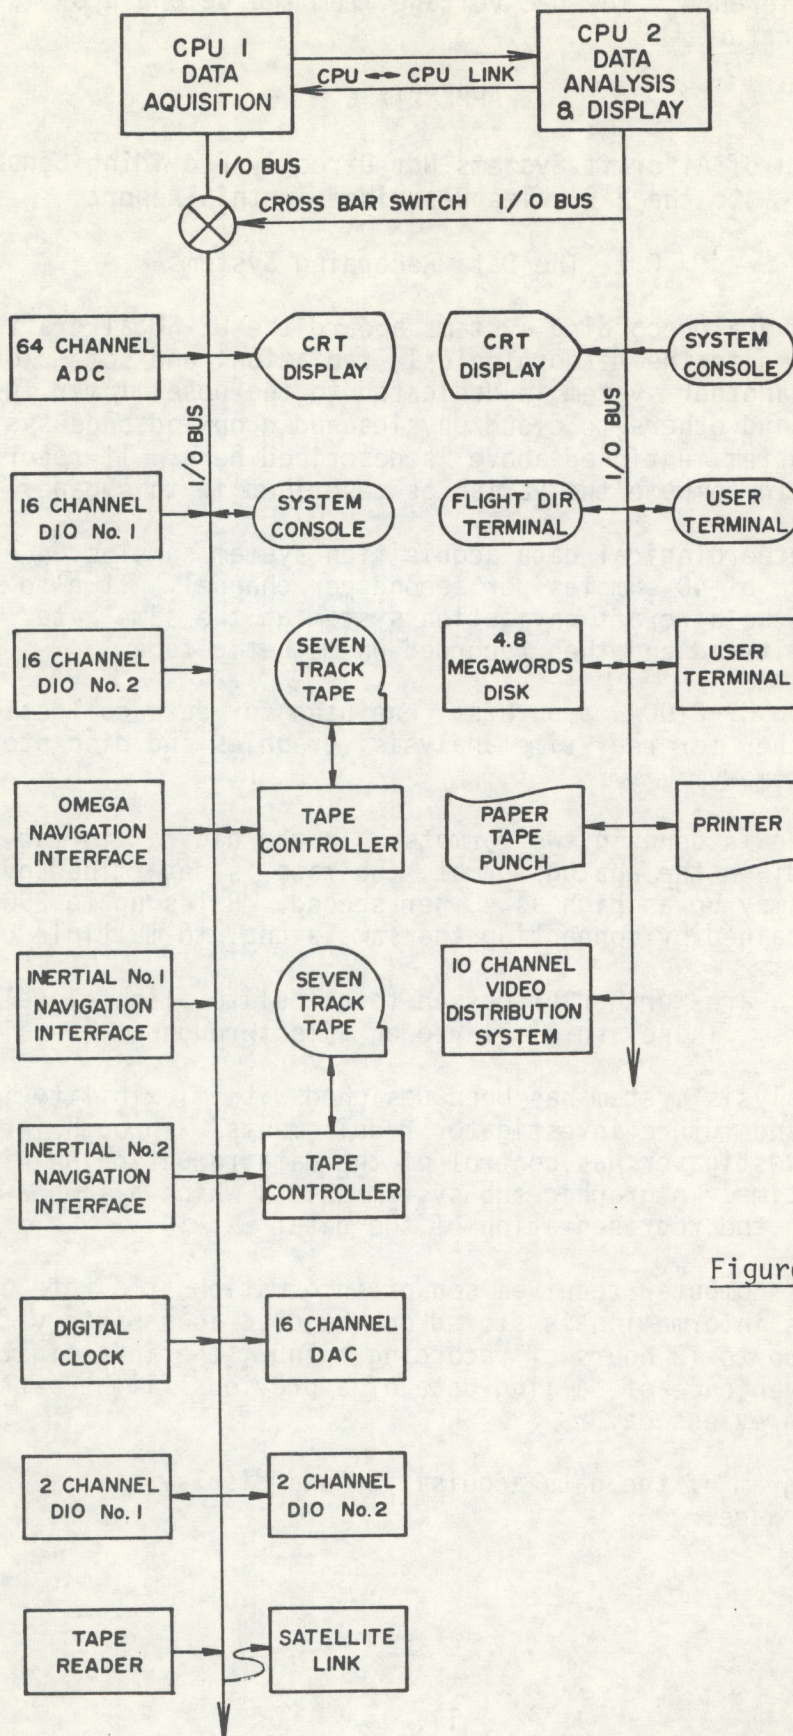 CPU 1
DATA
AQUISITION
CPU 2
DATA
ANALYSIS
& DISPLAY
CPU ↔ CPU LINK
I/O BUS
CROSS BAR SWITCH I/O BUS
64 CHANNEL
ADC
CRT
DISPLAY
CRT
DISPLAY
SYSTEM
CONSOLE
I/O BUS
I/O BUS
16 CHANNEL
DIO No. 1
SYSTEM
CONSOLE
FLIGHT DIR
TERMINAL
USER
TERMINAL
16 CHANNEL
DIO No. 2
SEVEN
TRACK
TAPE
4.8
MEGAWORDS
DISK
USER
TERMINAL
OMEGA
NAVIGATION
INTERFACE
TAPE
CONTROLLER
PAPER
TAPE
PUNCH
PRINTER
INERTIAL No. 1
NAVIGATION
INTERFACE
SEVEN
TRACK
TAPE
10 CHANNEL
VIDEO
DISTRIBUTION
SYSTEM
INERTIAL No. 2
NAVIGATION
INTERFACE
TAPE
CONTROLLER
Figure
DIGITAL
CLOCK
16 CHANNEL
DAC
2 CHANNEL
DIO No. 1
2 CHANNEL
DIO No. 2
TAPE
READER
SATELLITE
LINK